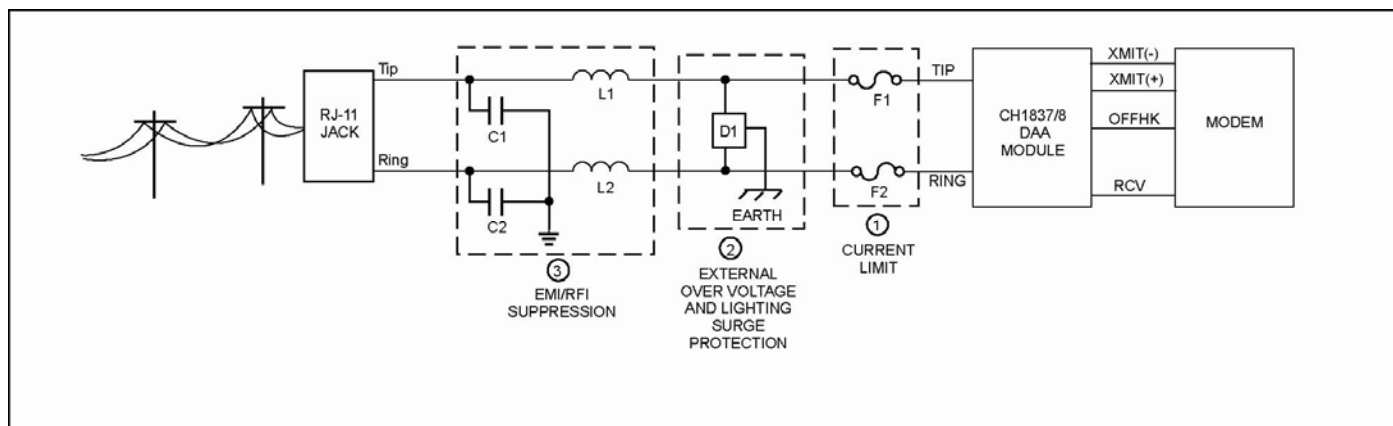 RJ-11
JACK
Tip
Ring
C1
C2
L1
L2
③
EMI/RFI
SUPPRESSION
D1
EARTH
②
EXTERNAL
OVER VOLTAGE
AND LIGHTING
SURGE
PROTECTION
F1
F2
①
CURRENT
LIMIT
TIP
RING
CH1837/8
DAA
MODULE
XMIT(-)
XMIT(+)
OFFHK
RCV
MODEM